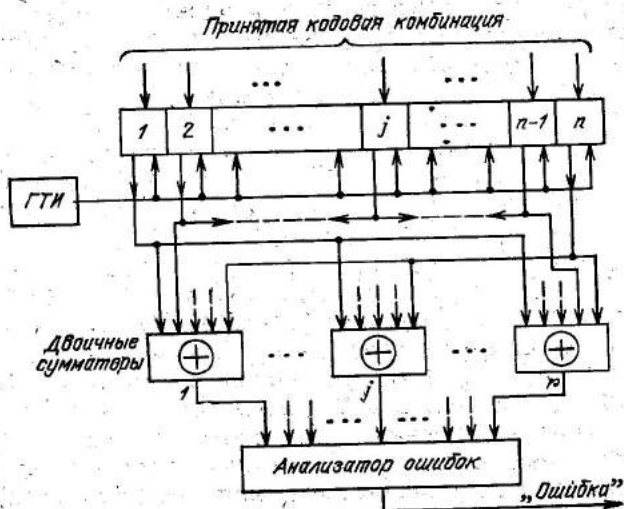 Принятая кодовая комбинация
... ...
1 2 ... j ... n-1 n
ГТИ
Двоичные
сумматоры
+ ... + ... +
1 j n
... ...
Анализатор ошибок
„Ошибка"